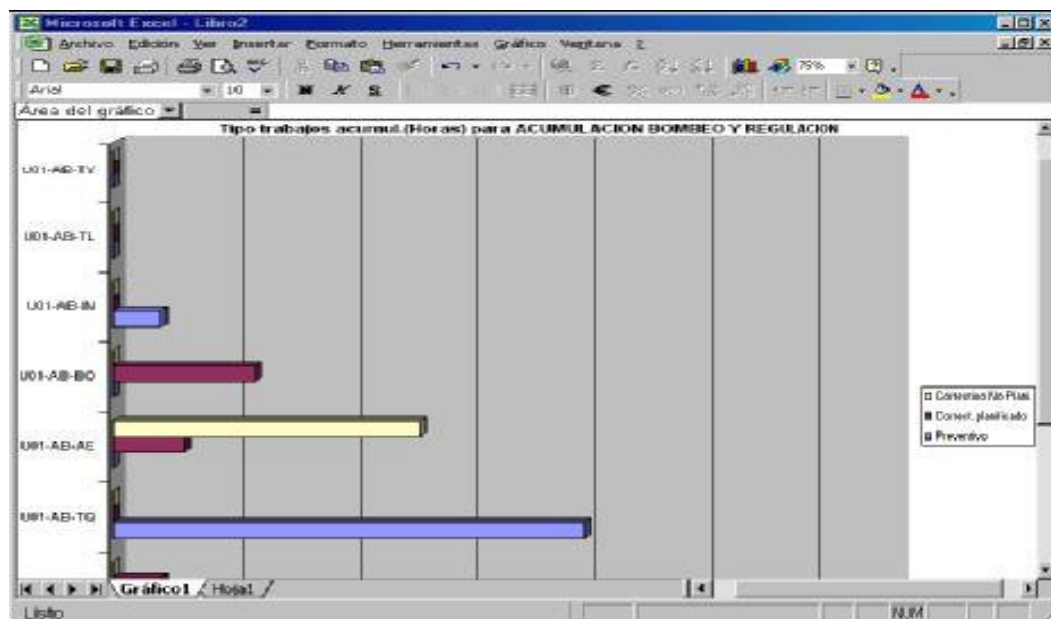 Microsoft Excel - Libro2
Archivo Edición Ver Insertar Formato Herramientas Gráfico Ventana ?
75%
Arial 10 N K S €
Área del gráfico =
Tipo trabajos acumul.(Horas) para ACUMULACION BOMBEO Y REGULACION
U01-AB-TV
U01-AB-TL
U01-AB-IN
U01-AB-BO
U01-AB-AE
U01-AB-TQ
Correctivo No Plani.
Correct. planificado
Preventivo
Gráfico1 Hoja1
Listo NUM